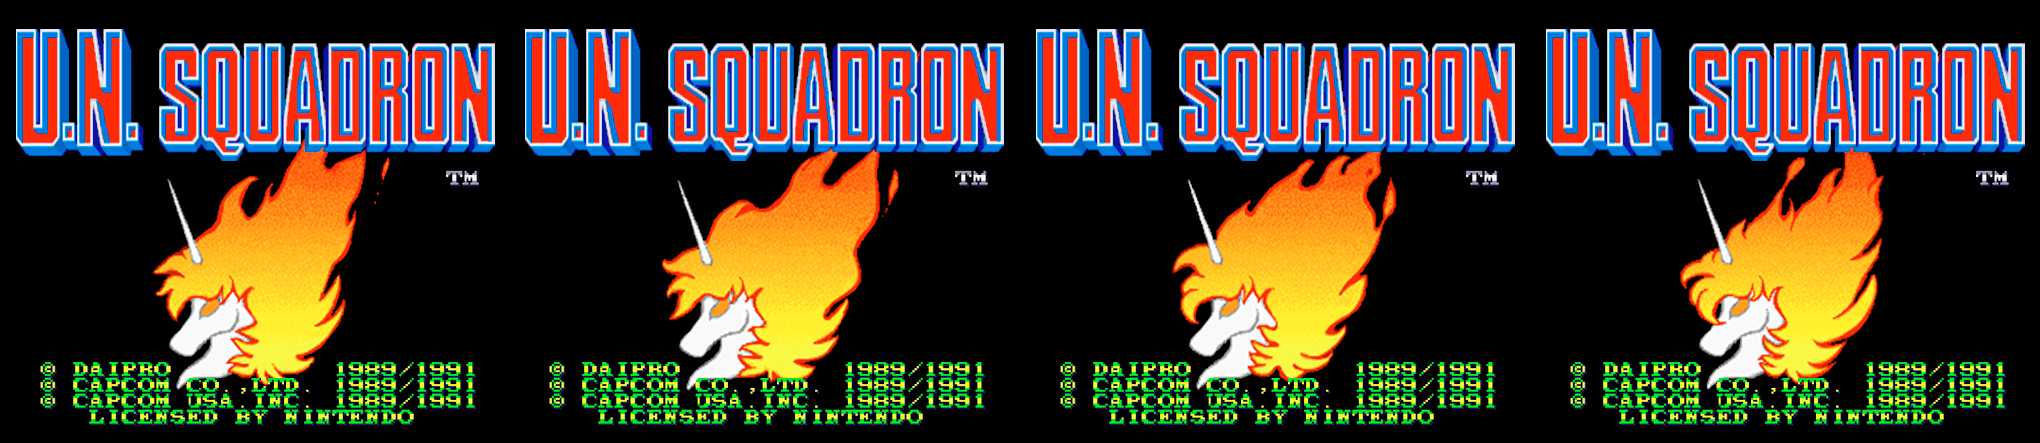 U.N. SQUADRON
TM
© DAIPRO 1989/1991
© CAPCOM CO.,LTD. 1989/1991
© CAPCOM USA,INC. 1989/1991
LICENSED BY NINTENDO
U.N. SQUADRON
TM
© DAIPRO 1989/1991
© CAPCOM CO.,LTD. 1989/1991
© CAPCOM USA,INC. 1989/1991
LICENSED BY NINTENDO
U.N. SQUADRON
TM
© DAIPRO 1989/1991
© CAPCOM CO.,LTD. 1989/1991
© CAPCOM USA,INC. 1989/1991
LICENSED BY NINTENDO
U.N. SQUADRON
TM
© DAIPRO 1989/1991
© CAPCOM CO.,LTD. 1989/1991
© CAPCOM USA,INC. 1989/1991
LICENSED BY NINTENDO